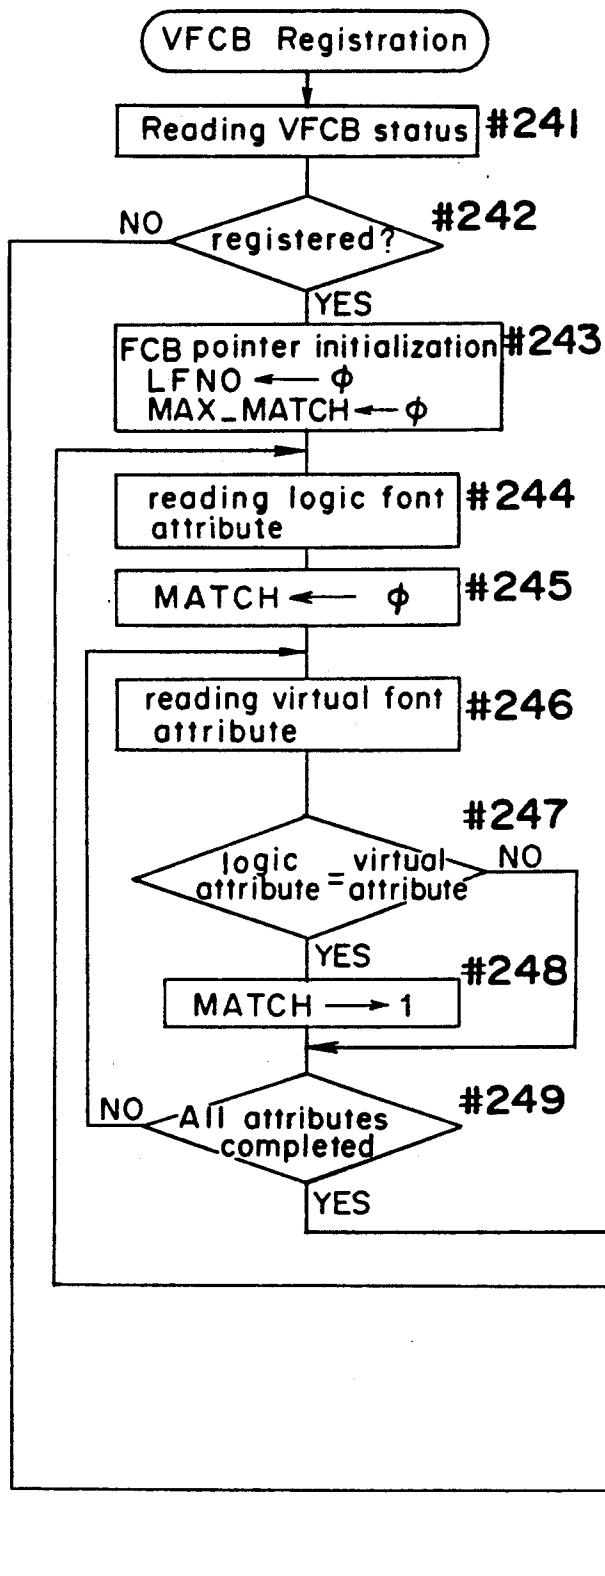 VFCB Registration
Reading VFCB status #241
#242
NO
registered?
YES
FCB pointer initialization #243
LFNO ← φ
MAX_MATCH ← φ
reading logic font #244
attribute
MATCH ← φ #245
reading virtual font #246
attribute
#247
logic virtual NO
attribute = attribute
YES
#248
MATCH → 1
NO All attributes #249
completed
YES